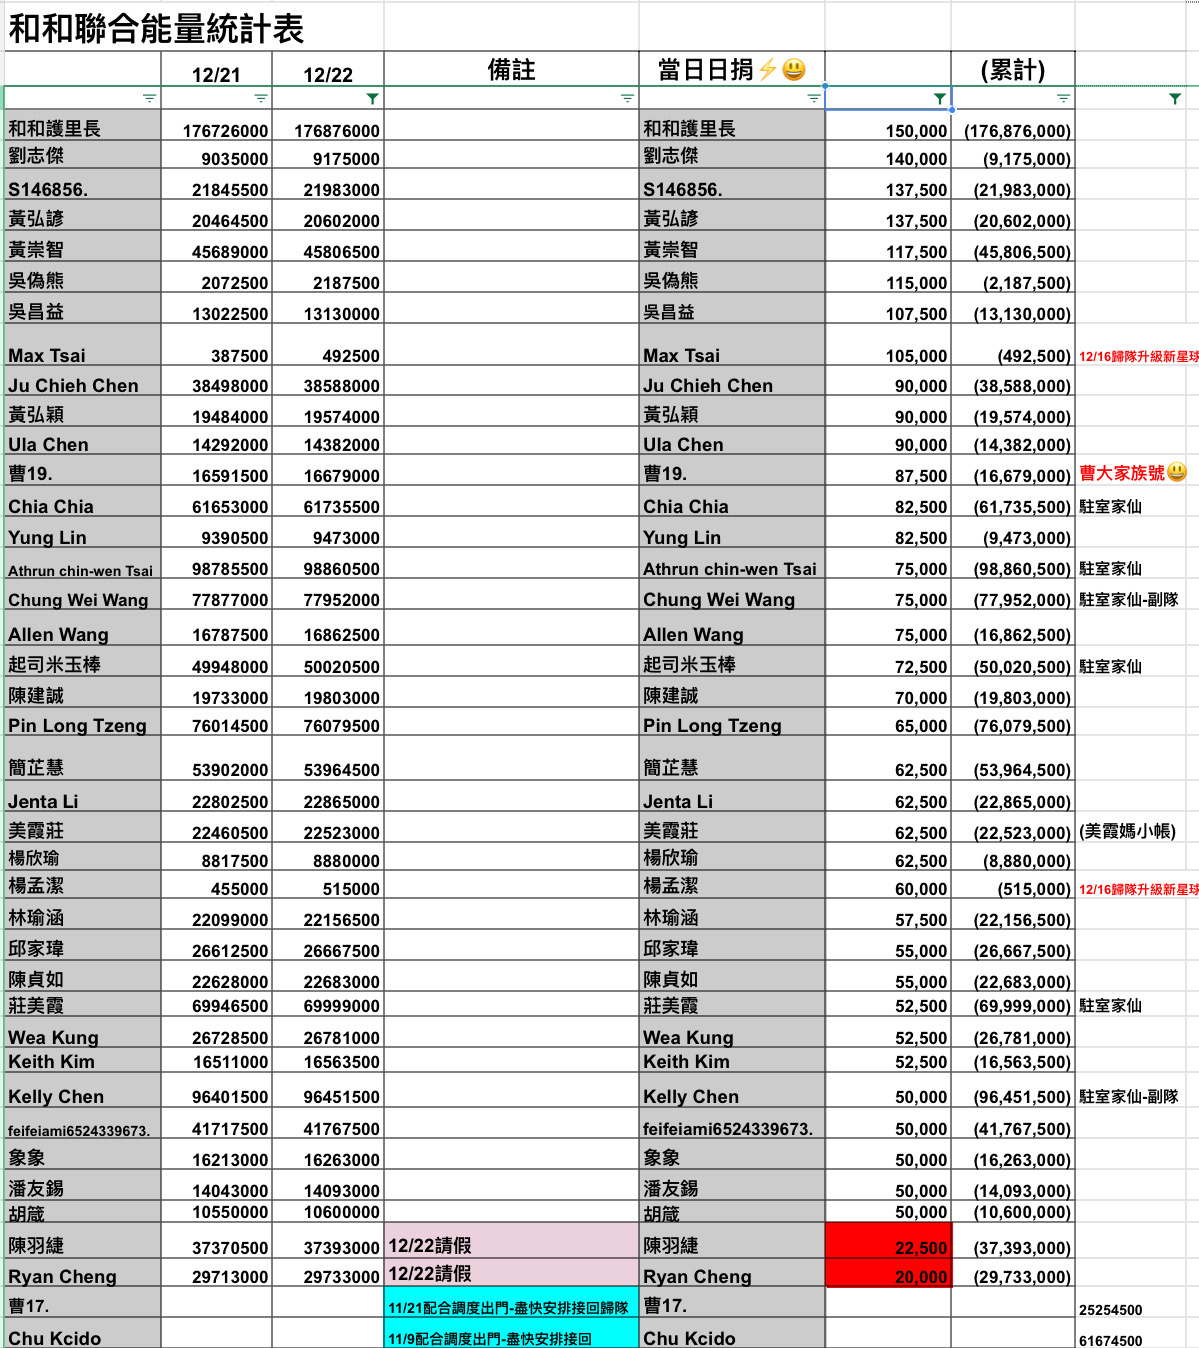 和和聯合能量統計表
12/21 12/22 備註 當日日捐⚡😃 (累計)
和和護里長 176726000 176876000 和和護里長 150,000 (176,876,000)
劉志傑 9035000 9175000 劉志傑 140,000 (9,175,000)
S146856. 21845500 21983000 S146856. 137,500 (21,983,000)
黃弘諺 20464500 20602000 黃弘諺 137,500 (20,602,000)
黃崇智 45689000 45806500 黃崇智 117,500 (45,806,500)
吳偽熊 2072500 2187500 吳偽熊 115,000 (2,187,500)
吳昌益 13022500 13130000 吳昌益 107,500 (13,130,000)
Max Tsai 387500 492500 Max Tsai 105,000 (492,500) 12/16歸隊升級新星球
Ju Chieh Chen 38498000 38588000 Ju Chieh Chen 90,000 (38,588,000)
黃弘穎 19484000 19574000 黃弘穎 90,000 (19,574,000)
Ula Chen 14292000 14382000 Ula Chen 90,000 (14,382,000)
曹19. 16591500 16679000 曹19. 87,500 (16,679,000) 曹大家族號😃
Chia Chia 61653000 61735500 Chia Chia 82,500 (61,735,500) 駐室家仙
Yung Lin 9390500 9473000 Yung Lin 82,500 (9,473,000)
Athrun chin-wen Tsai 98785500 98860500 Athrun chin-wen Tsai 75,000 (98,860,500) 駐室家仙
Chung Wei Wang 77877000 77952000 Chung Wei Wang 75,000 (77,952,000) 駐室家仙-副隊
Allen Wang 16787500 16862500 Allen Wang 75,000 (16,862,500)
起司米玉棒 49948000 50020500 起司米玉棒 72,500 (50,020,500) 駐室家仙
陳建誠 19733000 19803000 陳建誠 70,000 (19,803,000)
Pin Long Tzeng 76014500 76079500 Pin Long Tzeng 65,000 (76,079,500)
簡芷慧 53902000 53964500 簡芷慧 62,500 (53,964,500)
Jenta Li 22802500 22865000 Jenta Li 62,500 (22,865,000)
美霞莊 22460500 22523000 美霞莊 62,500 (22,523,000) (美霞媽小帳)
楊欣瑜 8817500 8880000 楊欣瑜 62,500 (8,880,000)
楊孟潔 455000 515000 楊孟潔 60,000 (515,000) 12/16歸隊升級新星球
林瑜涵 22099000 22156500 林瑜涵 57,500 (22,156,500)
邱家瑋 26612500 26667500 邱家瑋 55,000 (26,667,500)
陳貞如 22628000 22683000 陳貞如 55,000 (22,683,000)
莊美霞 69946500 69999000 莊美霞 52,500 (69,999,000) 駐室家仙
Wea Kung 26728500 26781000 Wea Kung 52,500 (26,781,000)
Keith Kim 16511000 16563500 Keith Kim 52,500 (16,563,500)
Kelly Chen 96401500 96451500 Kelly Chen 50,000 (96,451,500) 駐室家仙-副隊
feifeiami6524339673. 41717500 41767500 feifeiami6524339673. 50,000 (41,767,500)
象象 16213000 16263000 象象 50,000 (16,263,000)
潘友錫 14043000 14093000 潘友錫 50,000 (14,093,000)
胡箴 10550000 10600000 胡箴 50,000 (10,600,000)
陳羽緁 37370500 37393000 12/22請假 陳羽緁 22,500 (37,393,000)
Ryan Cheng 29713000 29733000 12/22請假 Ryan Cheng 20,000 (29,733,000)
曹17. 11/21配合調度出門-盡快安排接回歸隊 曹17. 25254500
Chu Kcido 11/9配合調度出門-盡快安排接回 Chu Kcido 61674500